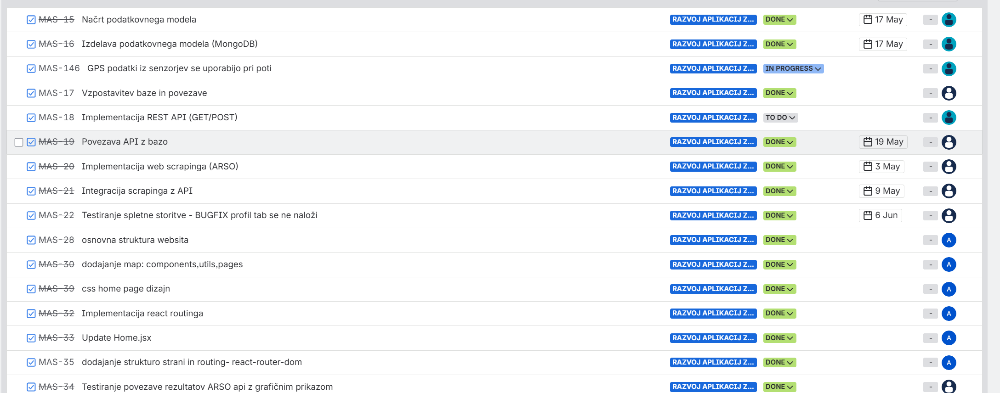 MAS-15 Načrt podatkovnega modela RAZVOJ APLIKACIJ Z... DONE 17 May -
MAS-16 Izdelava podatkovnega modela (MongoDB) RAZVOJ APLIKACIJ Z... DONE 17 May -
MAS-146 GPS podatki iz senzorjev se uporabijo pri poti RAZVOJ APLIKACIJ Z... IN PROGRESS -
MAS-17 Vzpostavitev baze in povezave RAZVOJ APLIKACIJ Z... DONE -
MAS-18 Implementacija REST API (GET/POST) RAZVOJ APLIKACIJ Z... TO DO -
MAS-19 Povezava API z bazo RAZVOJ APLIKACIJ Z... DONE 19 May -
MAS-20 Implementacija web scrapinga (ARSO) RAZVOJ APLIKACIJ Z... DONE 3 May -
MAS-21 Integracija scrapinga z API RAZVOJ APLIKACIJ Z... DONE 9 May -
MAS-22 Testiranje spletne storitve - BUGFIX profil tab se ne naloži RAZVOJ APLIKACIJ Z... DONE 6 Jun -
MAS-28 osnovna struktura websita RAZVOJ APLIKACIJ Z... DONE - A
MAS-30 dodajanje map: components,utils,pages RAZVOJ APLIKACIJ Z... DONE - A
MAS-39 css home page dizajn RAZVOJ APLIKACIJ Z... DONE - A
MAS-32 Implementacija react routinga RAZVOJ APLIKACIJ Z... DONE - A
MAS-33 Update Home.jsx RAZVOJ APLIKACIJ Z... DONE - A
MAS-35 dodajanje strukturo strani in routing- react-router-dom RAZVOJ APLIKACIJ Z... DONE - A
MAS-34 Testiranje povezave rezultatov ARSO api z grafičnim prikazom RAZVOJ APLIKACIJ Z... DONE -